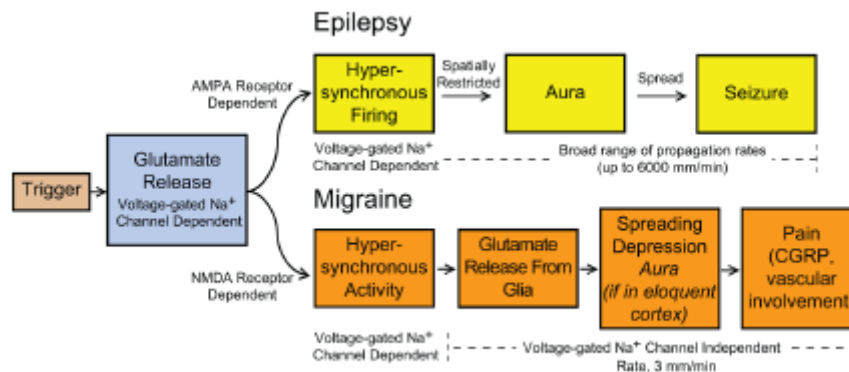 Epilepsy
AMPA Receptor
Dependent
Hyper-
synchronous
Firing
Spatially
Restricted
Aura
Spread
Seizure
Voltage-gated Na⁺
Channel Dependent
Broad range of propagation rates
(up to 6000 mm/min)
Trigger
Glutamate
Release
Voltage-gated Na⁺
Channel Dependent
Migraine
NMDA Receptor
Dependent
Hyper-
synchronous
Activity
Glutamate
Release From
Glia
Spreading
Depression
Aura
(if in eloquent
cortex)
Pain
(CGRP,
vascular
involvement
Voltage-gated Na⁺
Channel Dependent
Voltage-gated Na⁺ Channel Independent
Rate, 3 mm/min